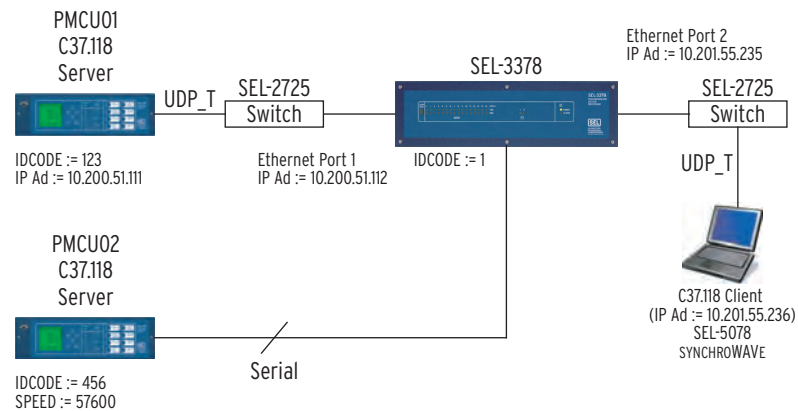 PMCU01
C37.118
Server
UDP_T
SEL-2725
Switch
IDCODE := 123
IP Ad := 10.200.51.111
Ethernet Port 1
IP Ad := 10.200.51.112
SEL-3378
SEL-3378
SEL
IDCODE := 1
Ethernet Port 2
IP Ad := 10.201.55.235
SEL-2725
Switch
UDP_T
C37.118 Client
(IP Ad := 10.201.55.236)
SEL-5078
SYNCHROWAVE
PMCU02
C37.118
Server
IDCODE := 456
SPEED := 57600
Serial